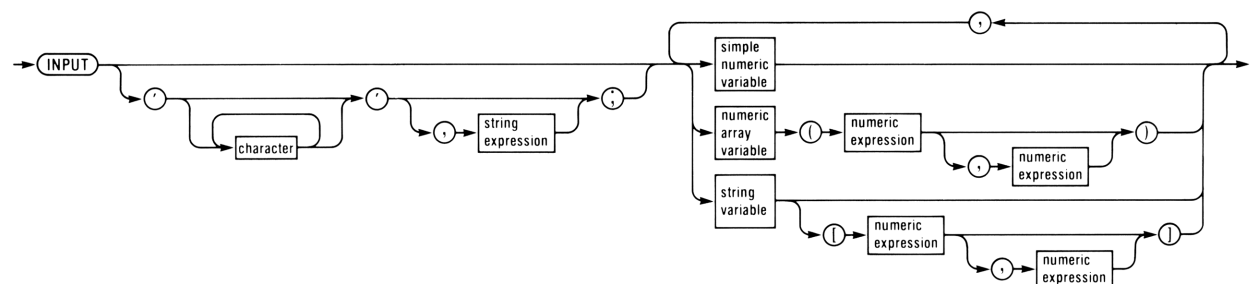 ,
INPUT
simple
numeric
variable
'
character
'
,
string
expression
;
numeric
array
variable
(
numeric
expression
,
numeric
expression
)
string
variable
[
numeric
expression
,
numeric
expression
]